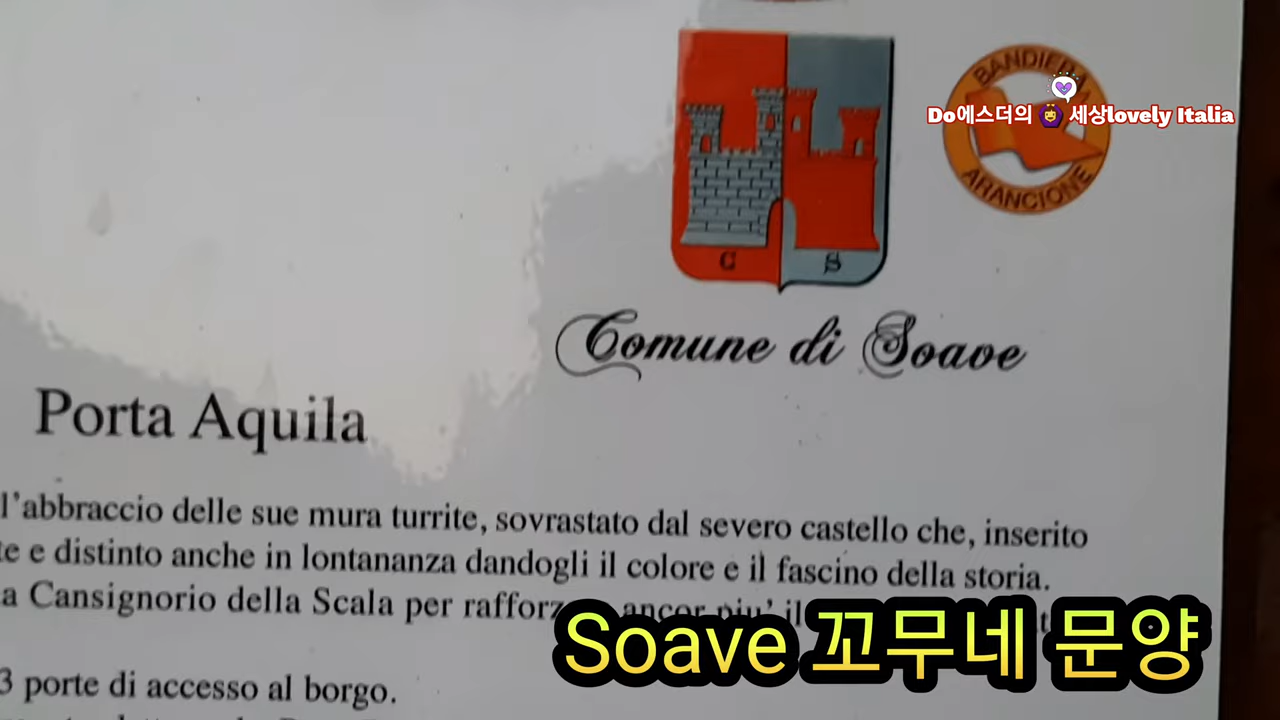 BANDIERA
ARANCIONE
Do에스더의 🙆‍♀️ 세상lovely Italia
C S
Comune di Soave
Porta Aquila
l'abbraccio delle sue mura turrite, sovrastato dal severo castello che, inserito
e e distinto anche in lontananza dandogli il colore e il fascino della storia.
a Cansignorio della Scala per ancor piu' il
Soave 꼬무네 문양
3 porte di accesso al borgo.